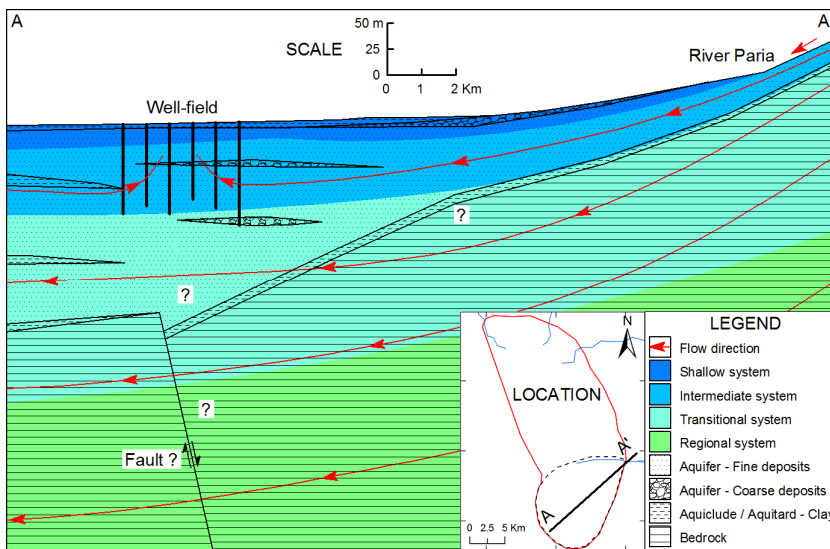 A
A
50 m
SCALE
25
0
0 1 2 Km
River Paria
Well-field
?
?
?
Fault ?
N
LOCATION
A'
A
0 2.5 5 Km
LEGEND
Flow direction
Shallow system
Intermediate system
Transitional system
Regional system
Aquifer - Fine deposits
Aquifer - Coarse deposits
Aquiclude / Aquitard - Clay
Bedrock